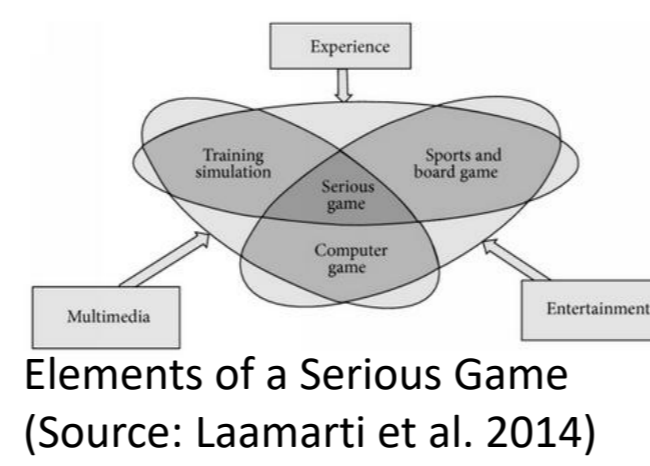 Experience
Training
simulation
Sports and
board game
Serious
game
Computer
game
Multimedia
Entertainment
Elements of a Serious Game
(Source: Laamarti et al. 2014)